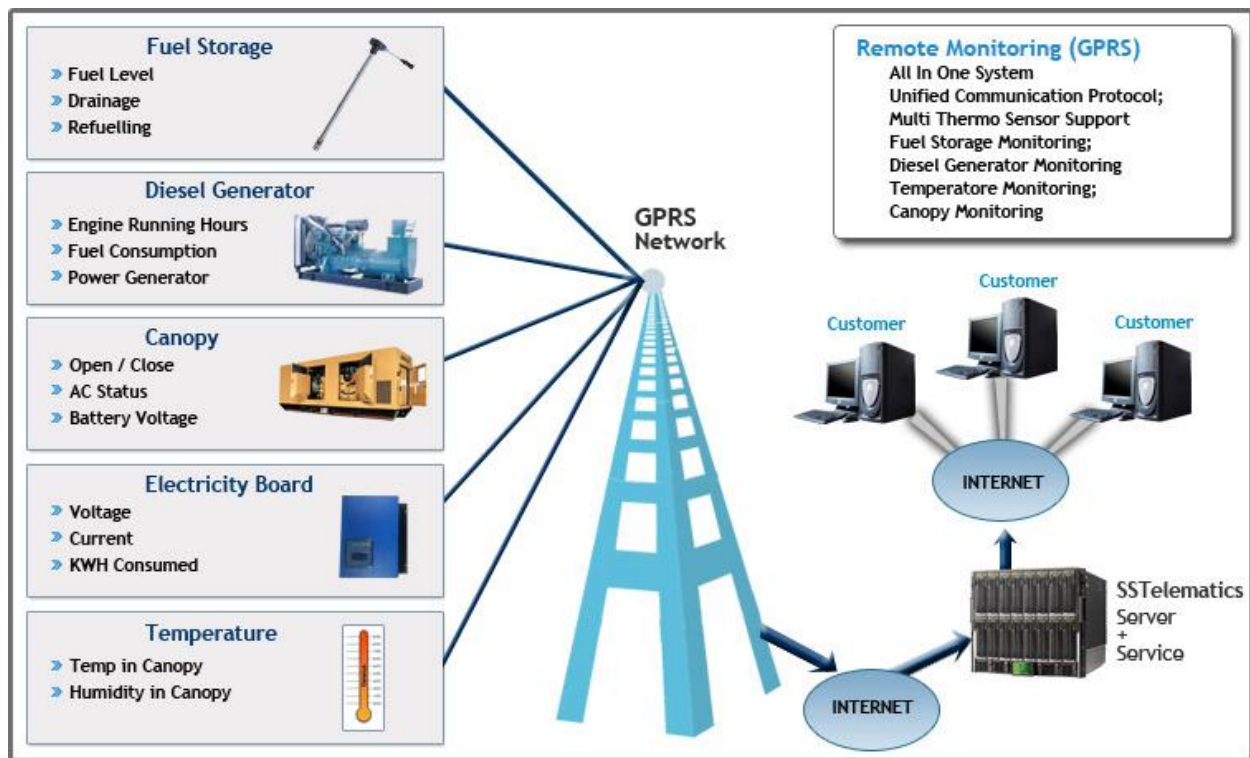 Fuel Storage
Fuel Level
Drainage
Refuelling
Diesel Generator
Engine Running Hours
Fuel Consumption
Power Generator
Canopy
Open / Close
AC Status
Battery Voltage
Electricity Board
Voltage
Current
KWH Consumed
Temperature
Temp in Canopy
Humidity in Canopy
GPRS
Network
Remote Monitoring (GPRS)
All In One System
Unified Communication Protocol;
Multi Thermo Sensor Support
Fuel Storage Monitoring;
Diesel Generator Monitoring
Temperatore Monitoring;
Canopy Monitoring
Customer
Customer
Customer
INTERNET
SSTelematics
Server
+
Service
INTERNET